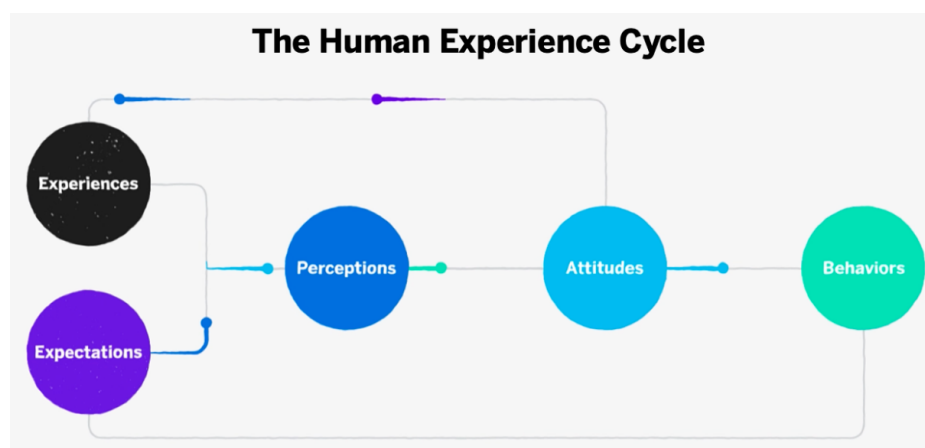 The Human Experience Cycle
Experiences
Expectations
Perceptions
Attitudes
Behaviors